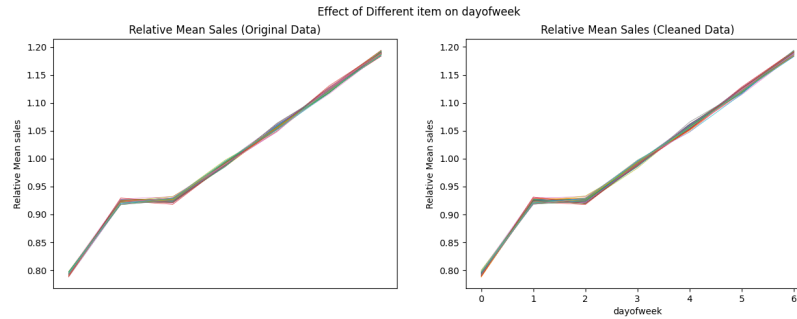 Effect of Different item on dayofweek
Relative Mean Sales (Original Data)
1.20
1.15
1.10
1.05
1.00
0.95
0.90
0.85
0.80
Relative Mean sales
Relative Mean Sales (Cleaned Data)
1.20
1.15
1.10
1.05
1.00
0.95
0.90
0.85
0.80
Relative Mean sales
0 1 2 3 4 5 6
dayofweek